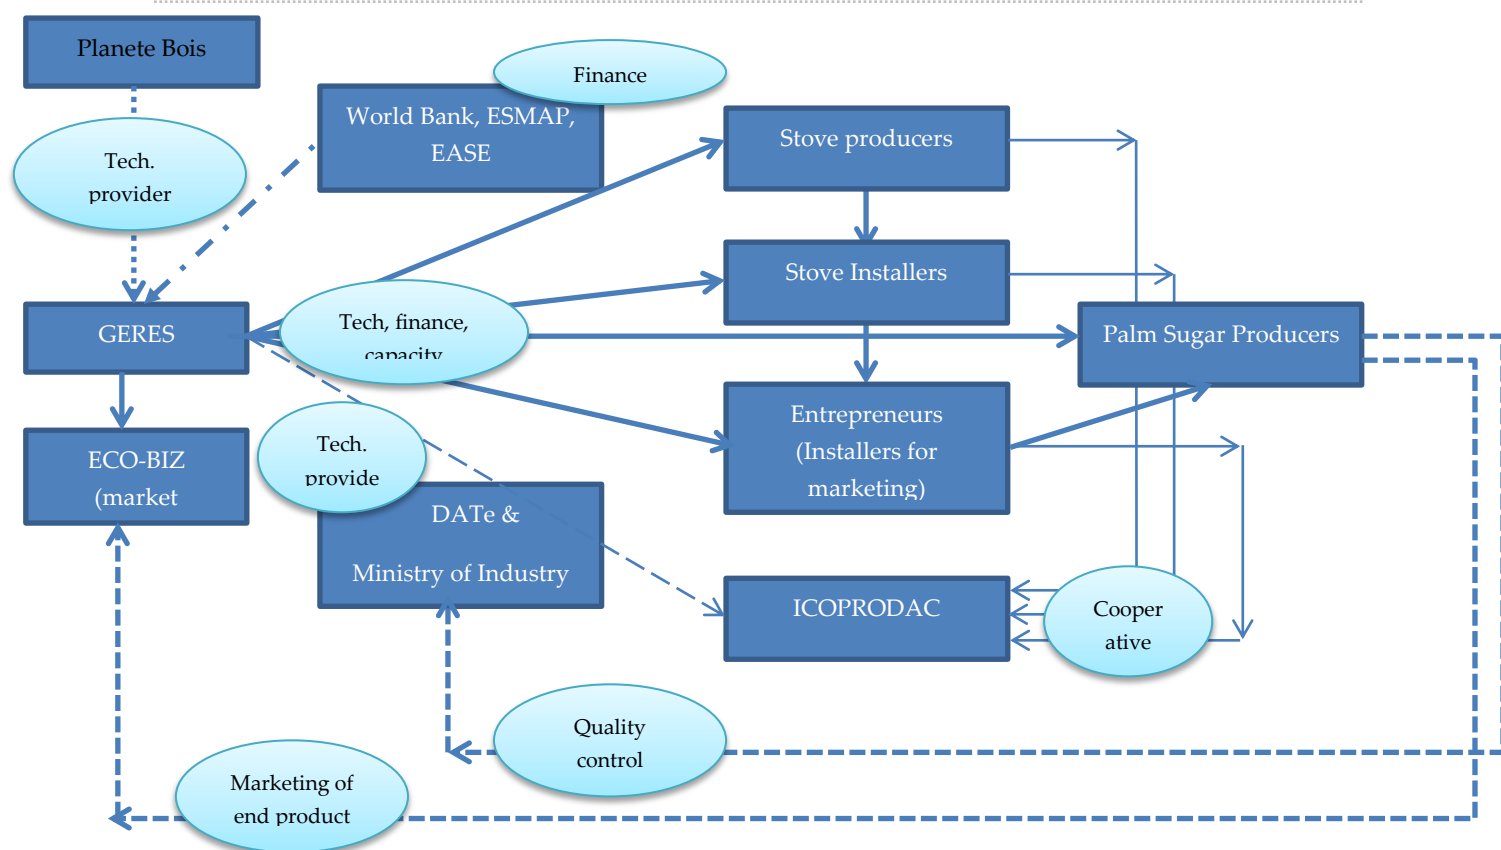 Planete Bois
Finance
World Bank, ESMAP,
EASE
Stove producers
Tech.
provider
Stove Installers
GERES
Tech, finance,
capacity
Palm Sugar Producers
Entrepreneurs
(Installers for
marketing)
ECO-BIZ
(market
Tech.
provide
DATe &
Ministry of Industry
ICOPRODAC
Cooper
ative
Quality
control
Marketing of
end product